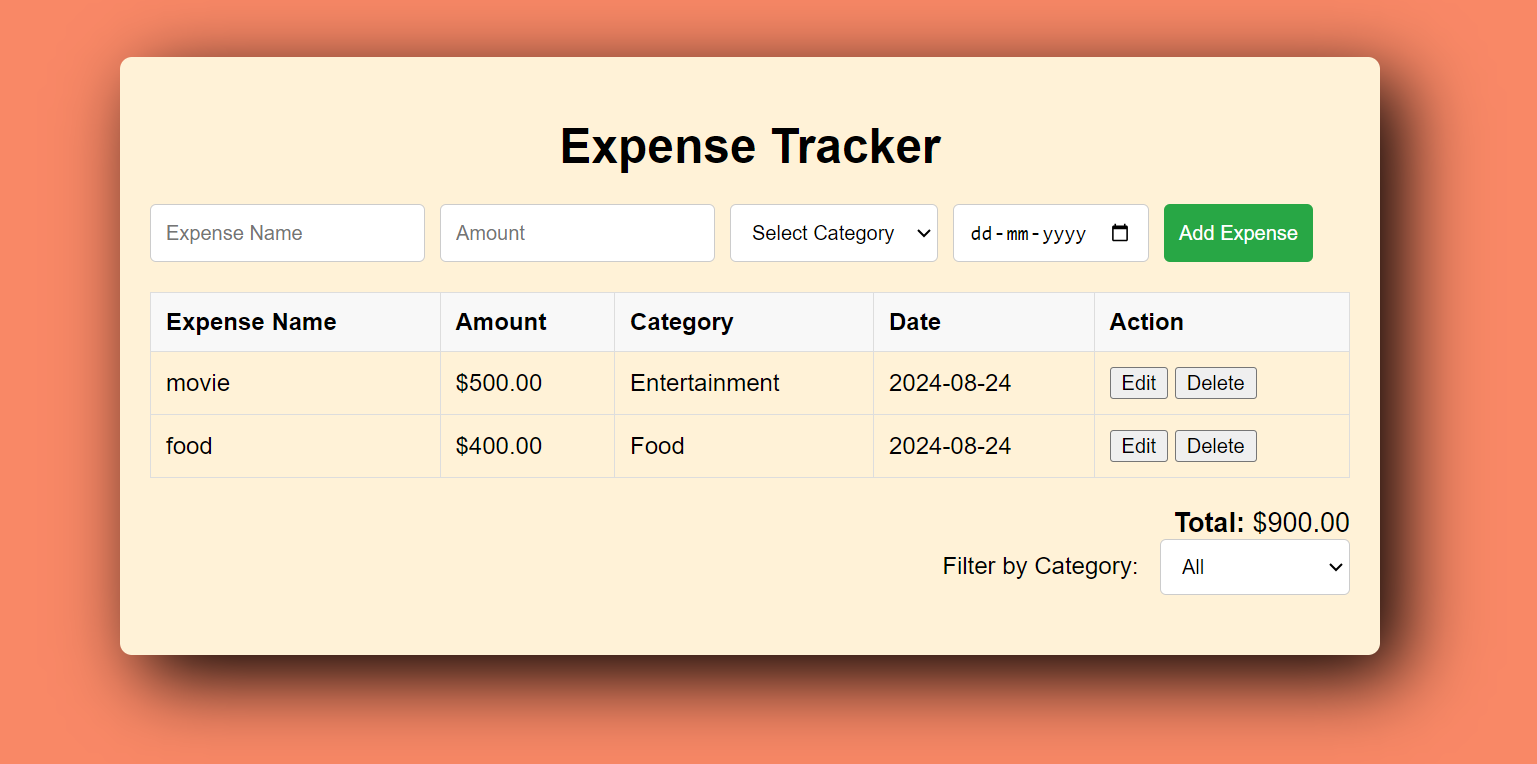 Expense Tracker
Expense Name Amount Select Category dd-mm-yyyy Add Expense
Expense Name Amount Category Date Action
movie $500.00 Entertainment 2024-08-24 Edit Delete
food $400.00 Food 2024-08-24 Edit Delete
Total: $900.00
Filter by Category: All